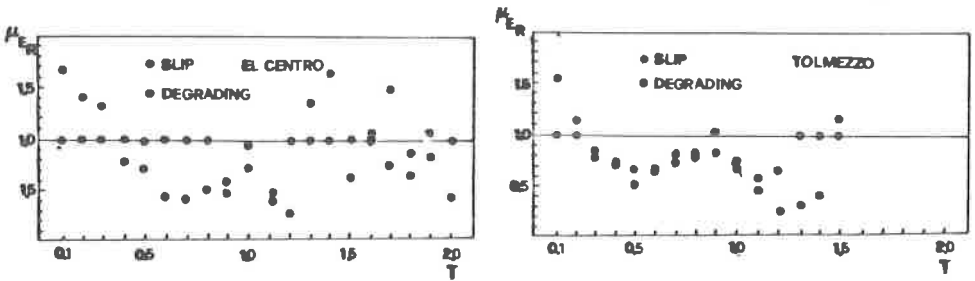 μER
SLIP EL CENTRO
DEGRADING
1,5
1,0
1,5
0,1 0,5 1,0 1,5 2,0
T
μER
SLIP TOLMEZZO
DEGRADING
1,5
1,0
0,5
0,1 0,5 1,0 1,5 2,0
T